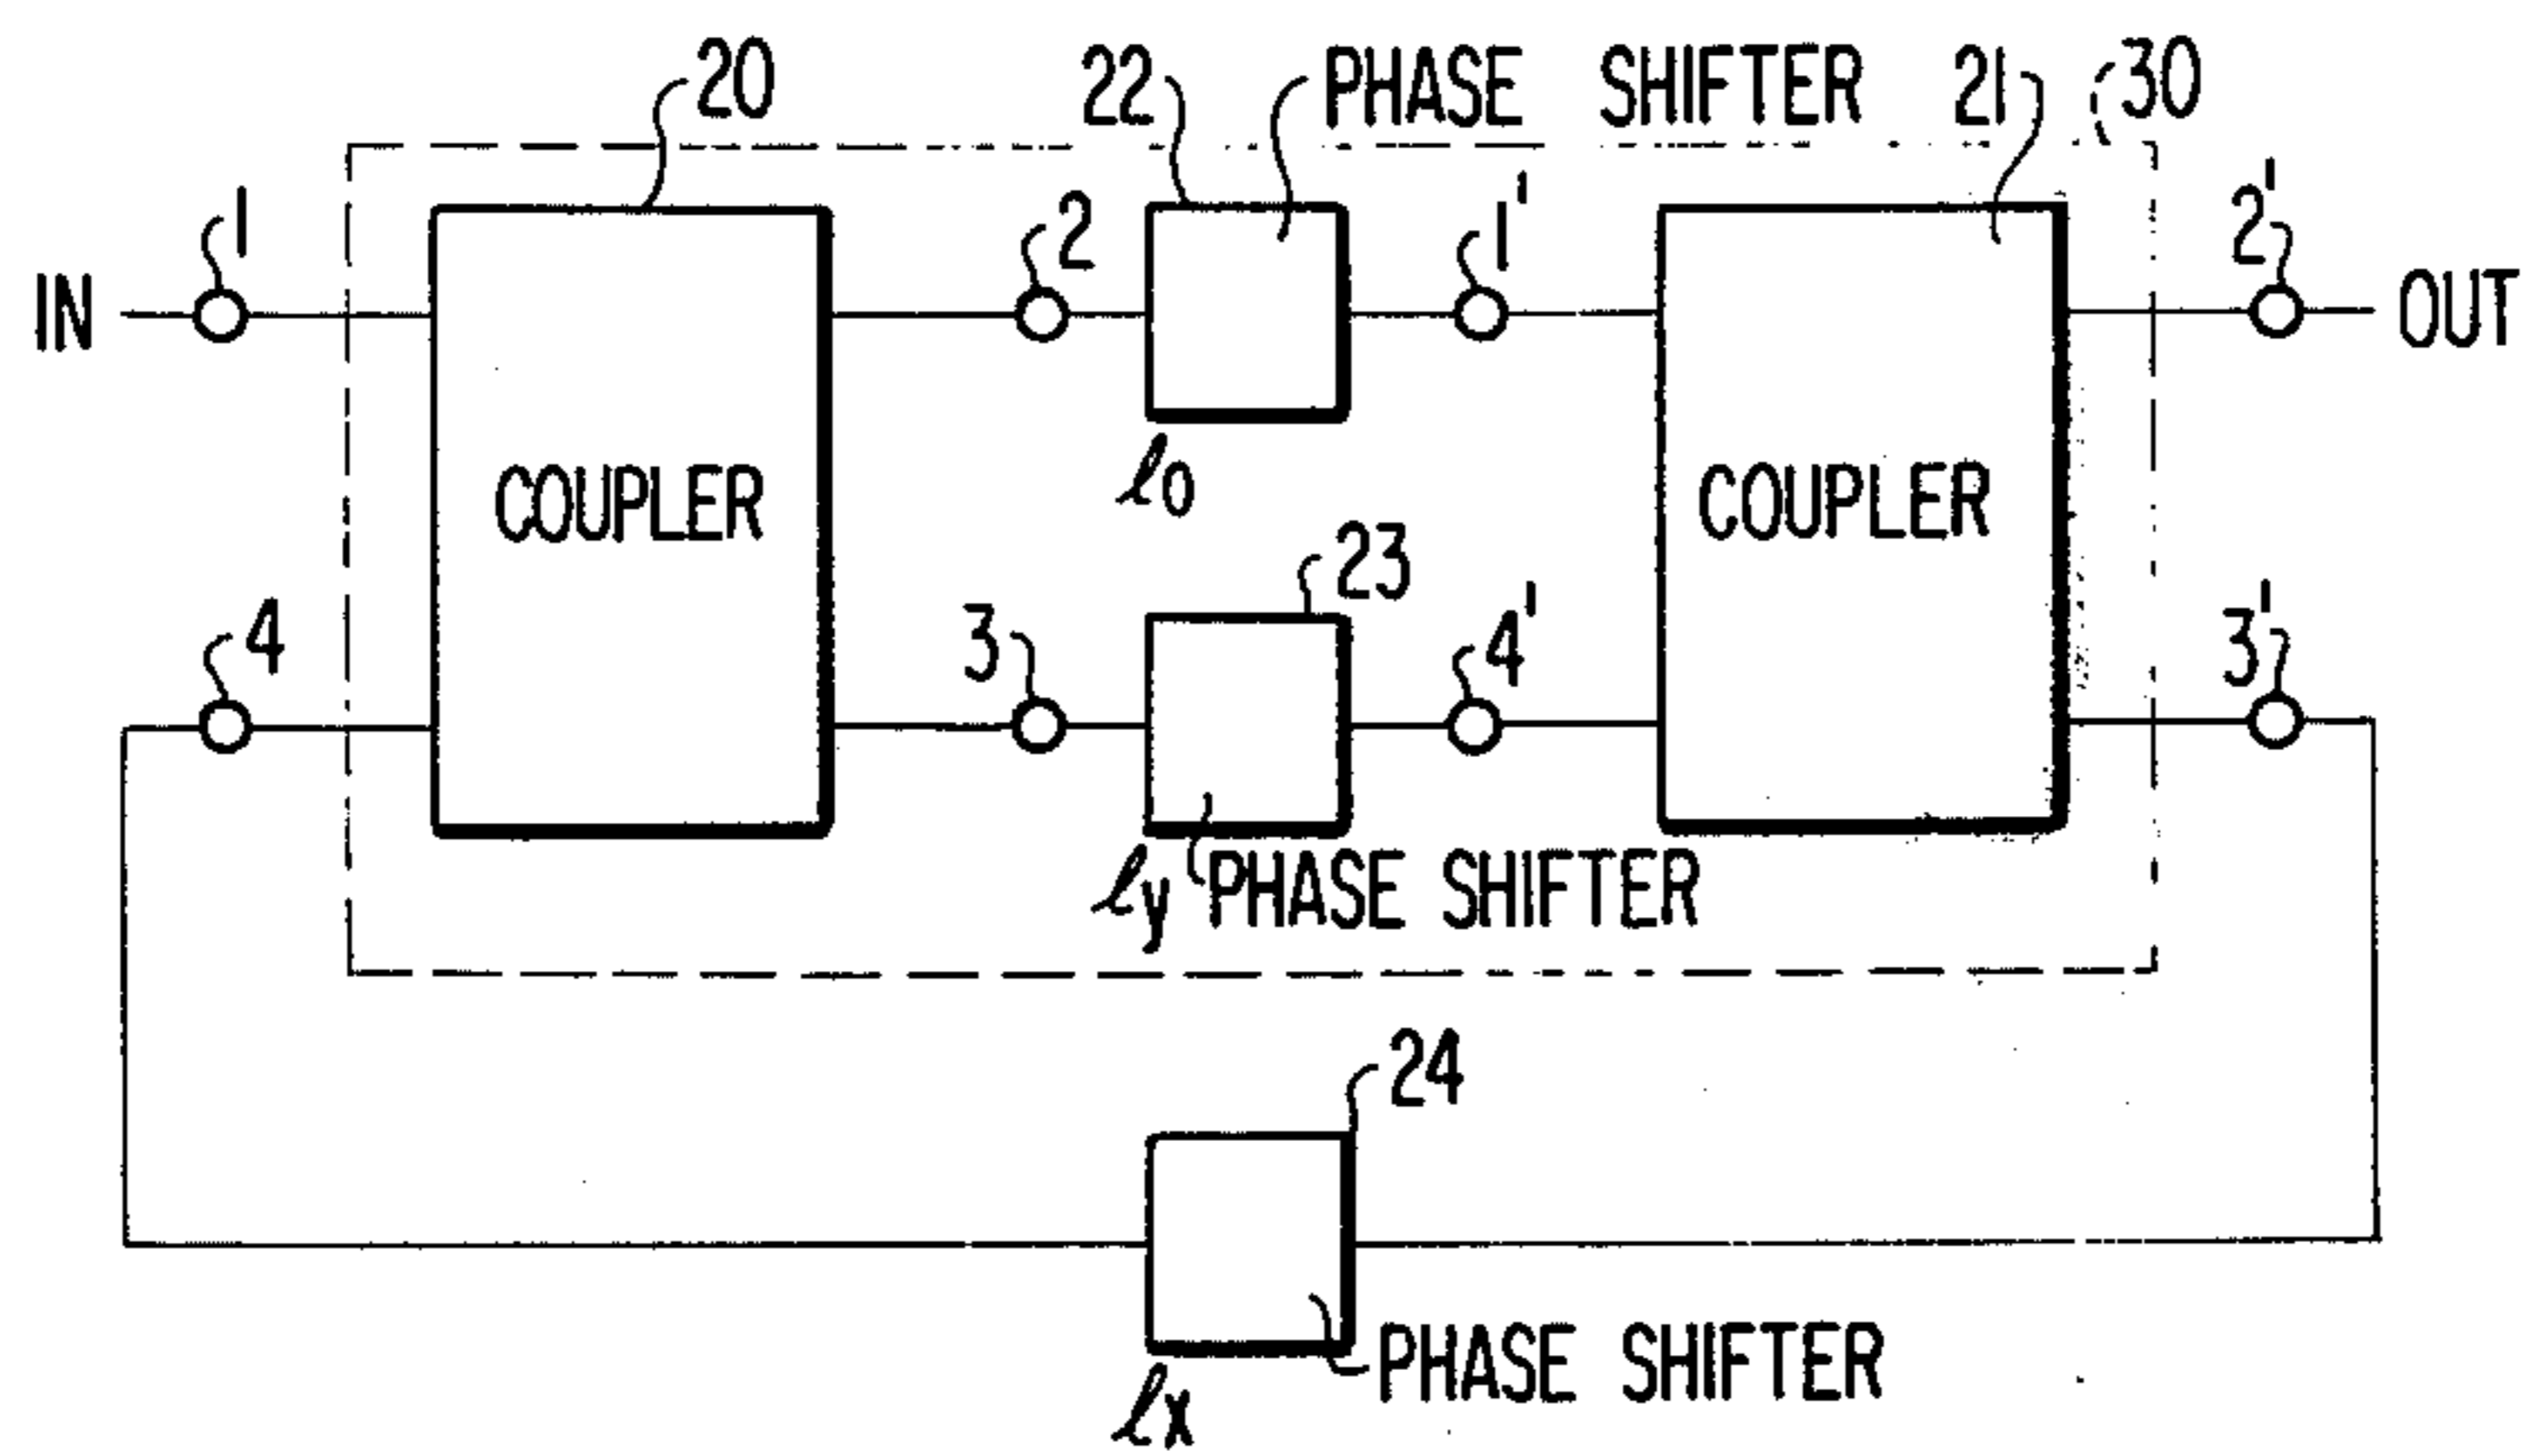 20
22
PHASE SHIFTER
21
30
1
2
1'
2'
IN
OUT
COUPLER
COUPLER
ℓ0
23
4
3
4'
3'
ℓy
PHASE SHIFTER
24
ℓx
PHASE SHIFTER